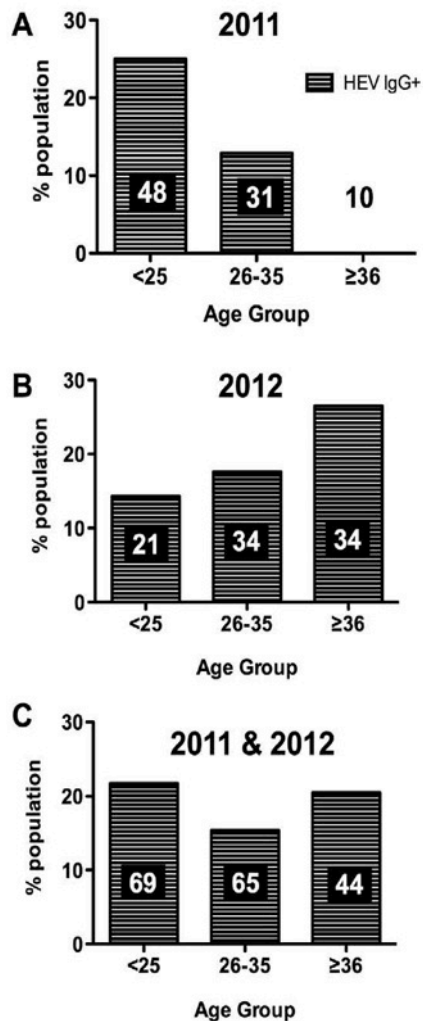 A
2011
% population
30
20
10
0
HEV IgG+
48
31
10
<25
26-35
≥36
Age Group
B
2012
% population
30
20
10
0
21
34
34
<25
26-35
≥36
Age Group
C
2011 & 2012
% population
30
20
10
0
69
65
44
<25
26-35
≥36
Age Group